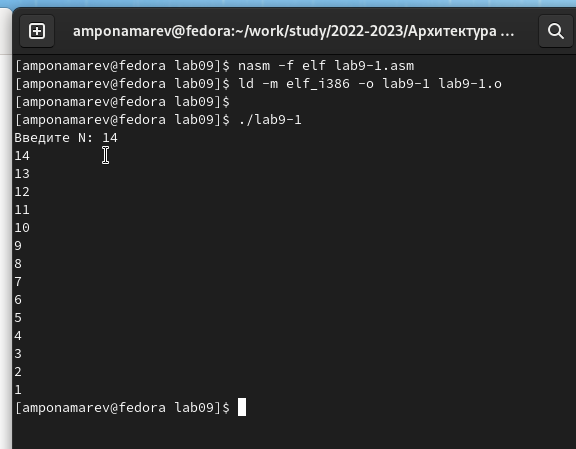 amponamarev@fedora:~/work/study/2022-2023/Архитектура ...
[amponamarev@fedora lab09]$ nasm -f elf lab9-1.asm
[amponamarev@fedora lab09]$ ld -m elf_i386 -o lab9-1 lab9-1.o
[amponamarev@fedora lab09]$
[amponamarev@fedora lab09]$ ./lab9-1
Введите N: 14
14
13
12
11
10
9
8
7
6
5
4
3
2
1
[amponamarev@fedora lab09]$